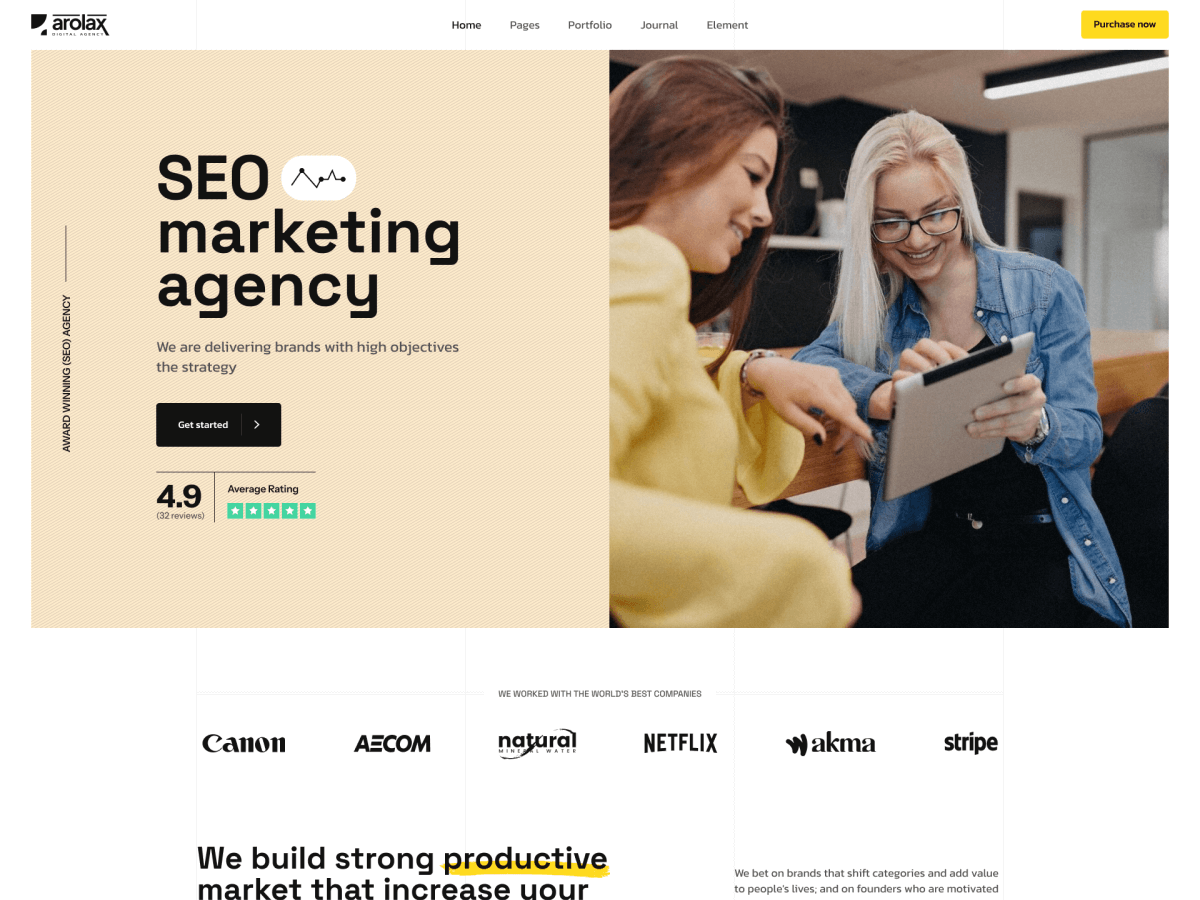 arolax
DIGITAL AGENCY
Home
Pages
Portfolio
Journal
Element
Purchase now
AWARD WINNING (SEO) AGENCY
SEO
marketing
agency
We are delivering brands with high objectives
the strategy
Get started
4.9
(32 reviews)
Average Rating
WE WORKED WITH THE WORLD'S BEST COMPANIES
Canon
AECOM
natural
MINERAL WATER
NETFLIX
wakma
stripe
We build strong productive
market that increase your
We bet on brands that shift categories and add value
to people's lives; and on founders who are motivated